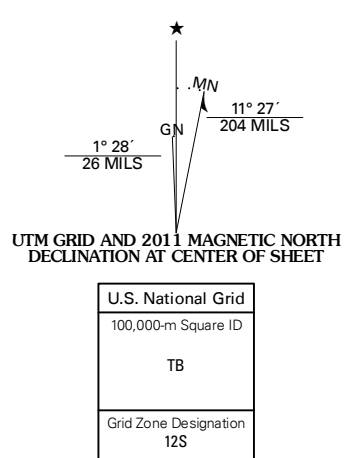 ★
MN
11° 27´
204 MILS
GN
1° 28´
26 MILS
UTM GRID AND 2011 MAGNETIC NORTH
DECLINATION AT CENTER OF SHEET
U.S. National Grid
100,000-m Square ID
TB
Grid Zone Designation
12S